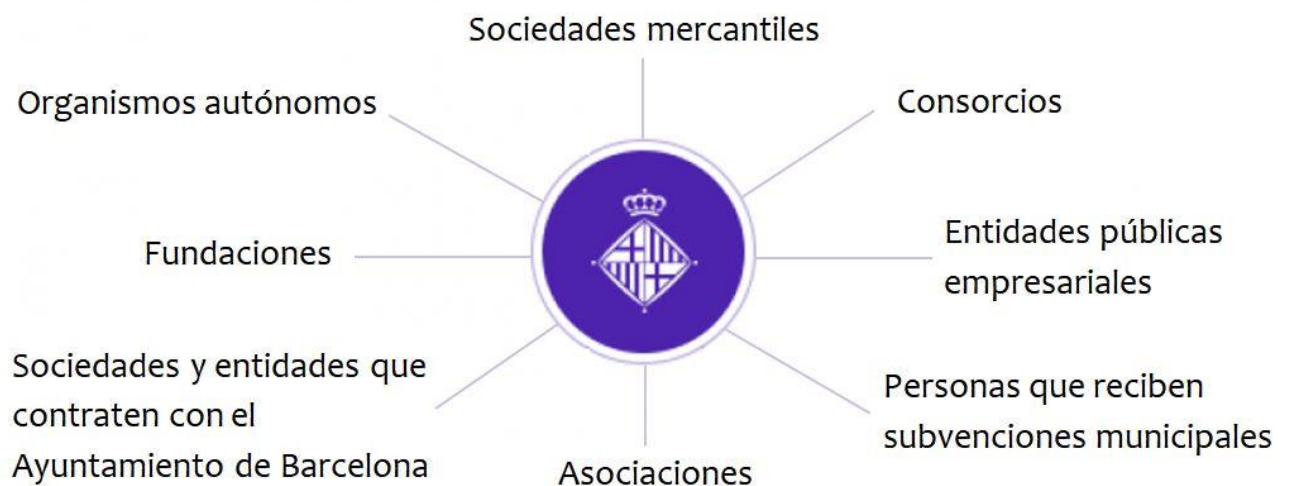 Sociedades mercantiles
Organismos autónomos
Consorcios
Fundaciones
Entidades públicas
empresariales
Sociedades y entidades que
contraten con el
Ayuntamiento de Barcelona
Personas que reciben
subvenciones municipales
Asociaciones